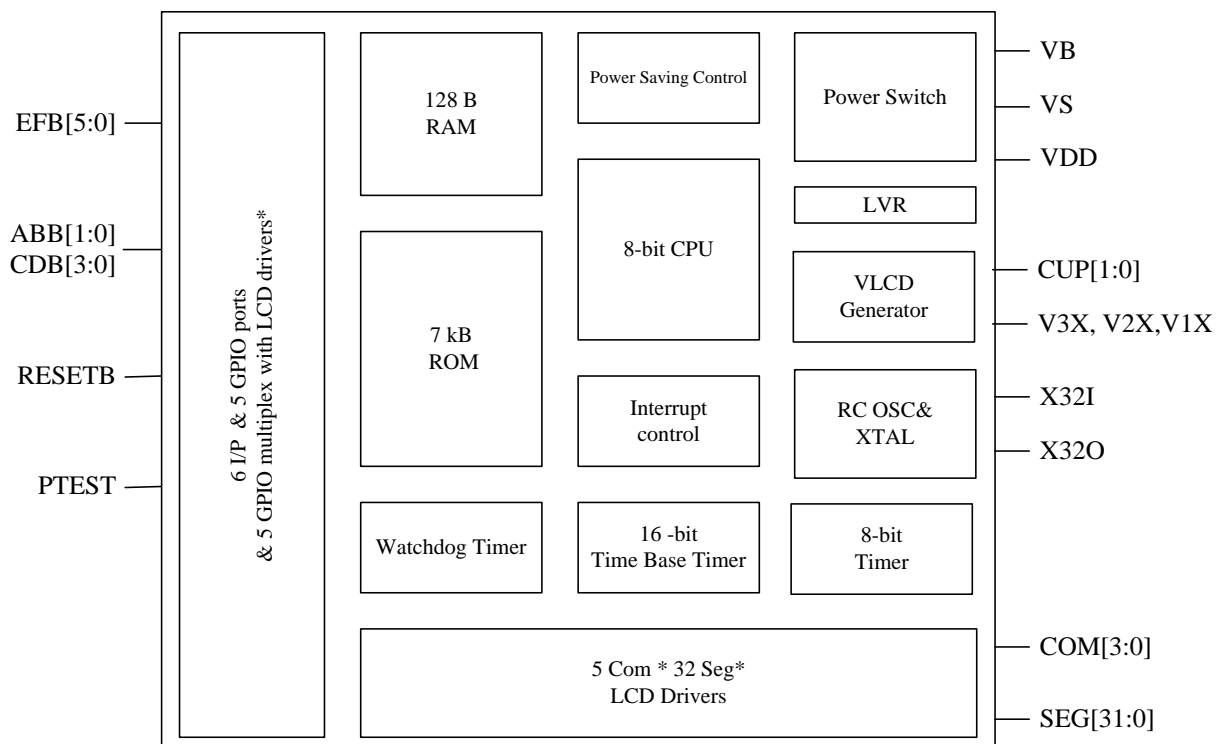 EFB[5:0]
ABB[1:0]
CDB[3:0]
RESETB
PTEST
6 I/P & 5 GPIO ports
& 5 GPIO multiplex with LCD drivers*
128 B
RAM
7 kB
ROM
Watchdog Timer
Power Saving Control
8-bit CPU
Interrupt
control
16 -bit
Time Base Timer
Power Switch
LVR
VLCD
Generator
RC OSC&
XTAL
8-bit
Timer
5 Com * 32 Seg*
LCD Drivers
VB
VS
VDD
CUP[1:0]
V3X, V2X,V1X
X32I
X32O
COM[3:0]
SEG[31:0]